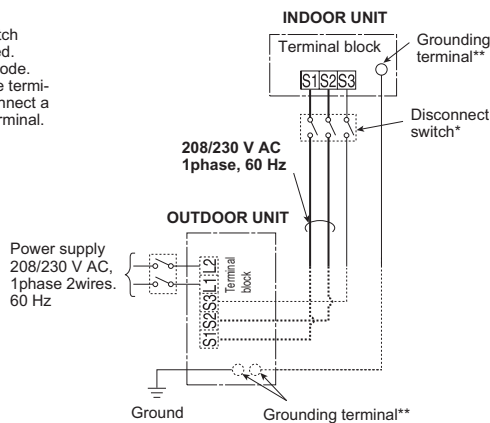 tch
ed.
ode.
e termi-
nnect a
rminal.
INDOOR UNIT
Terminal block
S1 S2 S3
Grounding
terminal**
Disconnect
switch*
208/230 V AC
1phase, 60 Hz
OUTDOOR UNIT
Power supply
208/230 V AC,
1phase 2wires.
60 Hz
S1 S2 S3 L1 L2
Terminal
block
Ground
Grounding terminal**